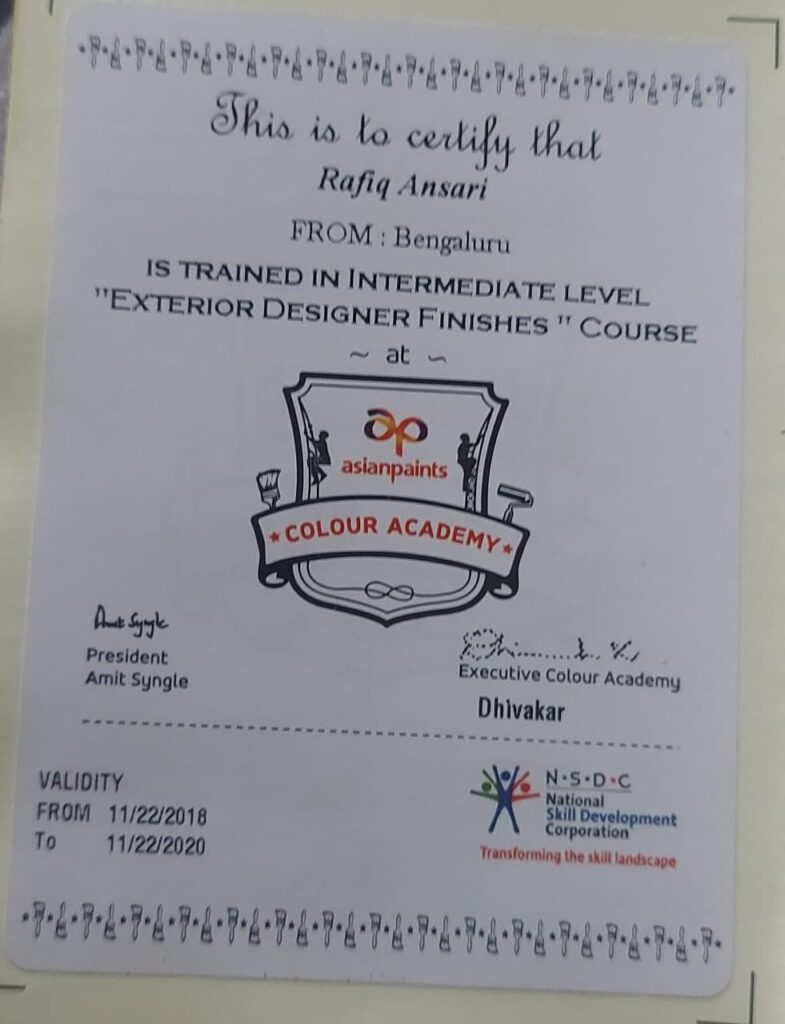 This is to certify that
Rafiq Ansari
FROM : Bengaluru
IS TRAINED IN INTERMEDIATE LEVEL
"EXTERIOR DESIGNER FINISHES " COURSE
~ at ~
ap
asianpaints
★ COLOUR ACADEMY ★
Amit Syngle
President
Amit Syngle
Executive Colour Academy
Dhivakar
VALIDITY
FROM 11/22/2018
To 11/22/2020
N·S·D·C
National
Skill Development
Corporation
Transforming the skill landscape